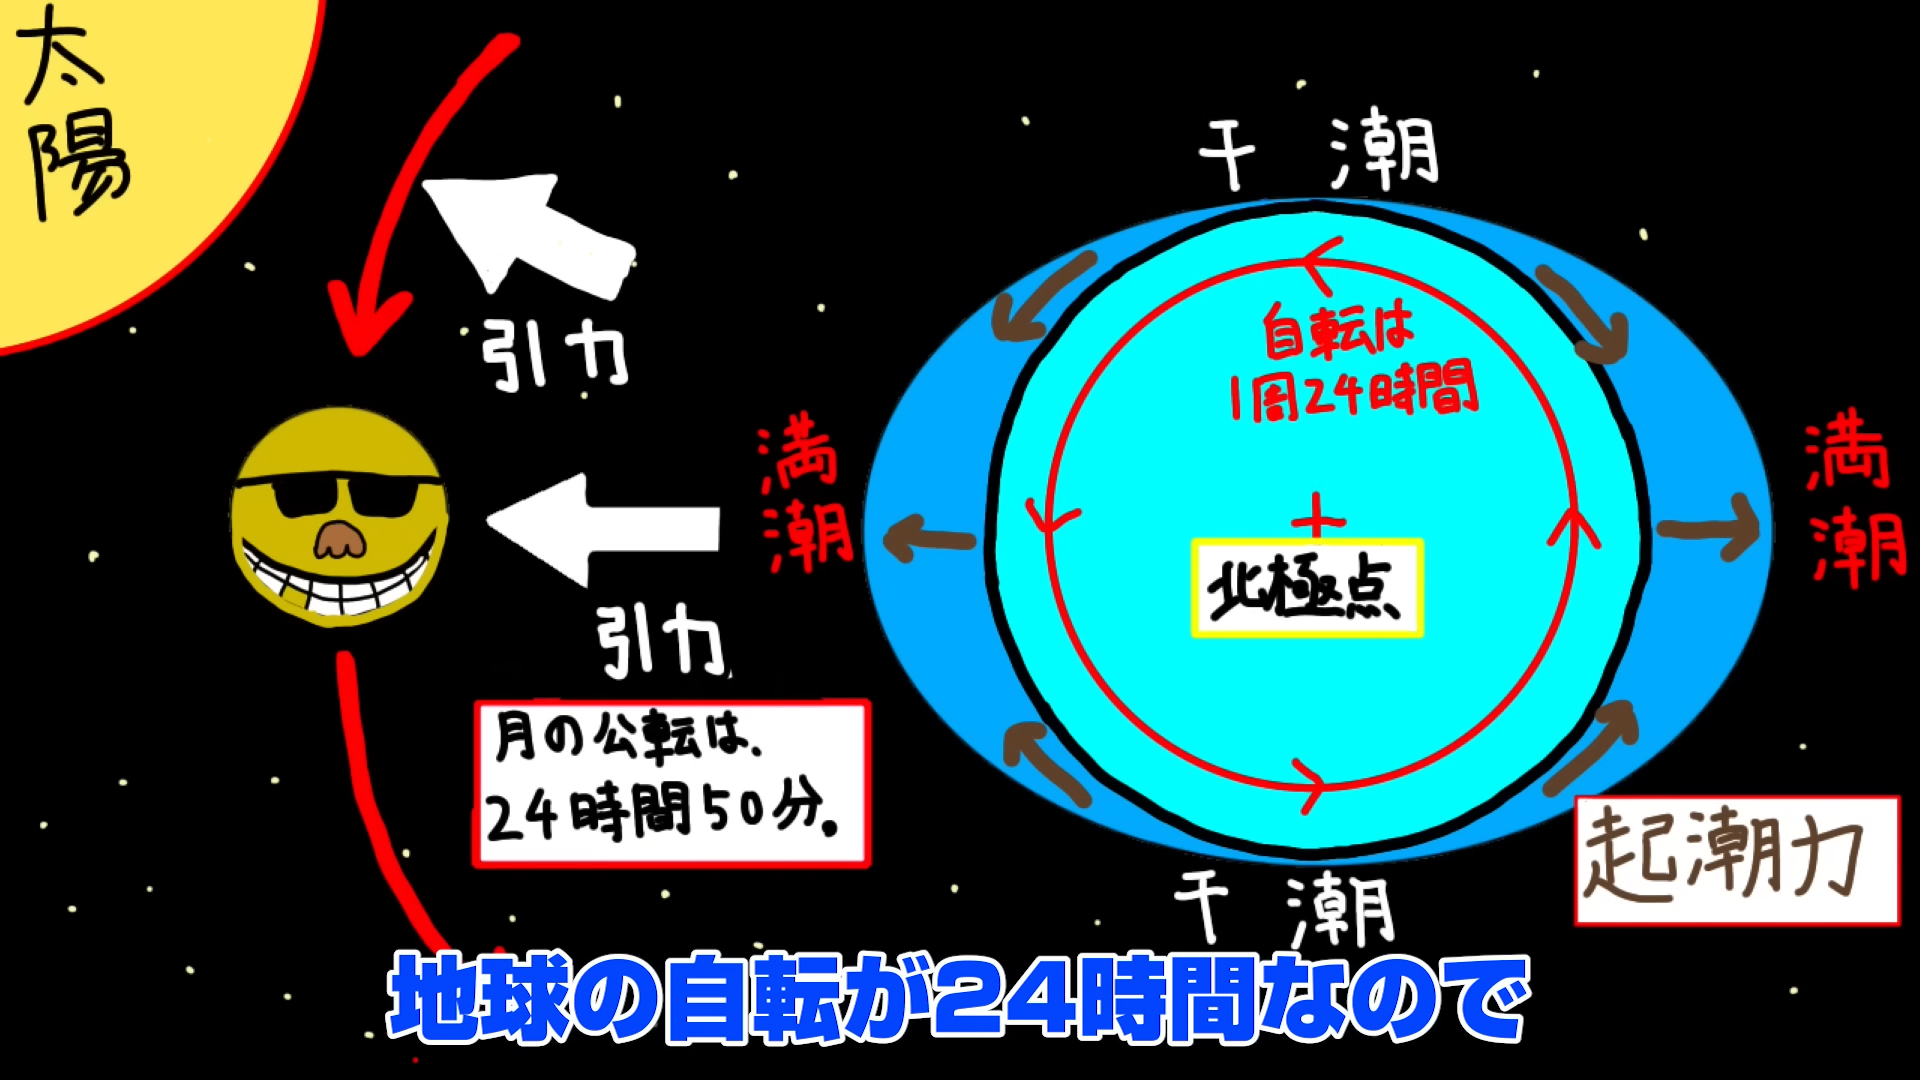 太陽
引力
干潮
自転は
1周24時間
満潮
満潮
北極点
引力
月の公転は、
24時間50分.
起潮力
干潮
地球の自転が24時間なので